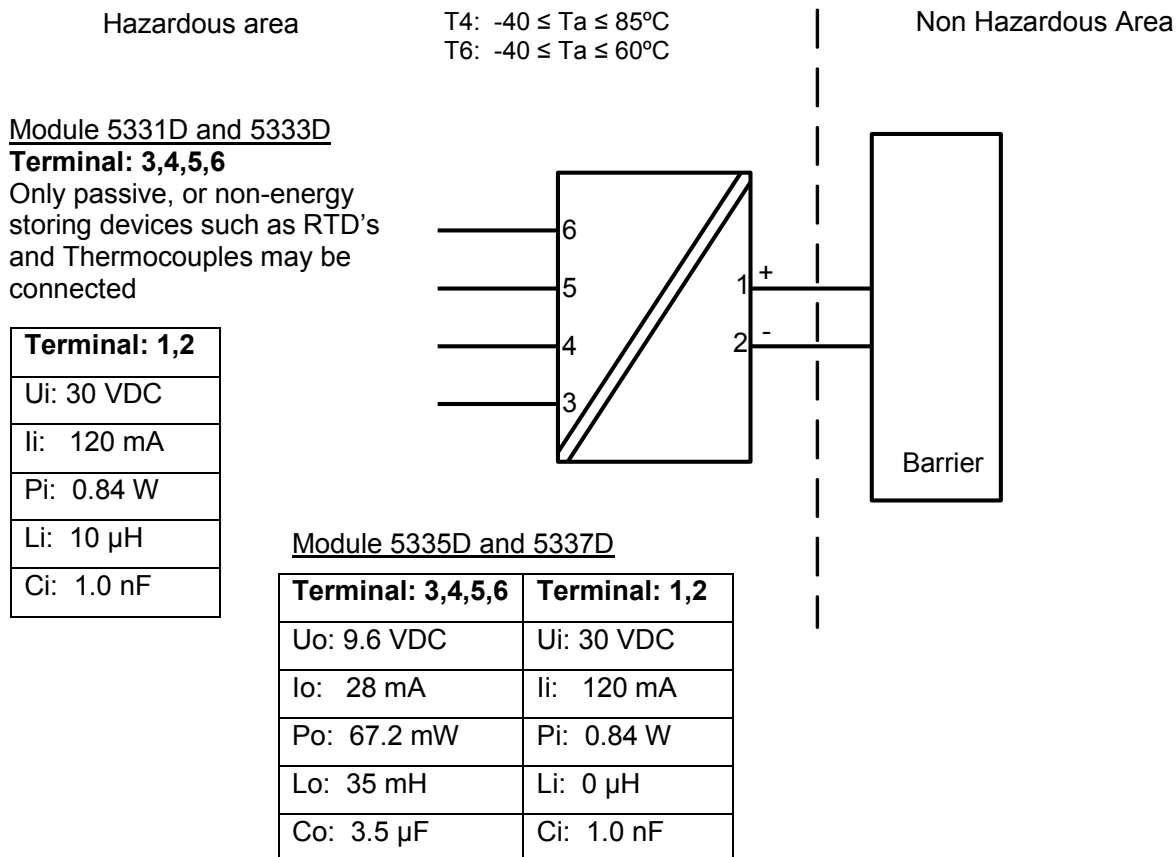 Hazardous area
T4: -40 ≤ Ta ≤ 85ºC
T6: -40 ≤ Ta ≤ 60ºC
Non Hazardous Area
Module 5331D and 5333D
Terminal: 3,4,5,6
Only passive, or non-energy
storing devices such as RTD's
and Thermocouples may be
connected
Terminal: 1,2
Ui: 30 VDC
Ii: 120 mA
Pi: 0.84 W
Li: 10 µH
Ci: 1.0 nF
6
5
4
3
1 +
2 -
Barrier
Module 5335D and 5337D
Terminal: 3,4,5,6 Terminal: 1,2
Uo: 9.6 VDC Ui: 30 VDC
Io: 28 mA Ii: 120 mA
Po: 67.2 mW Pi: 0.84 W
Lo: 35 mH Li: 0 µH
Co: 3.5 µF Ci: 1.0 nF